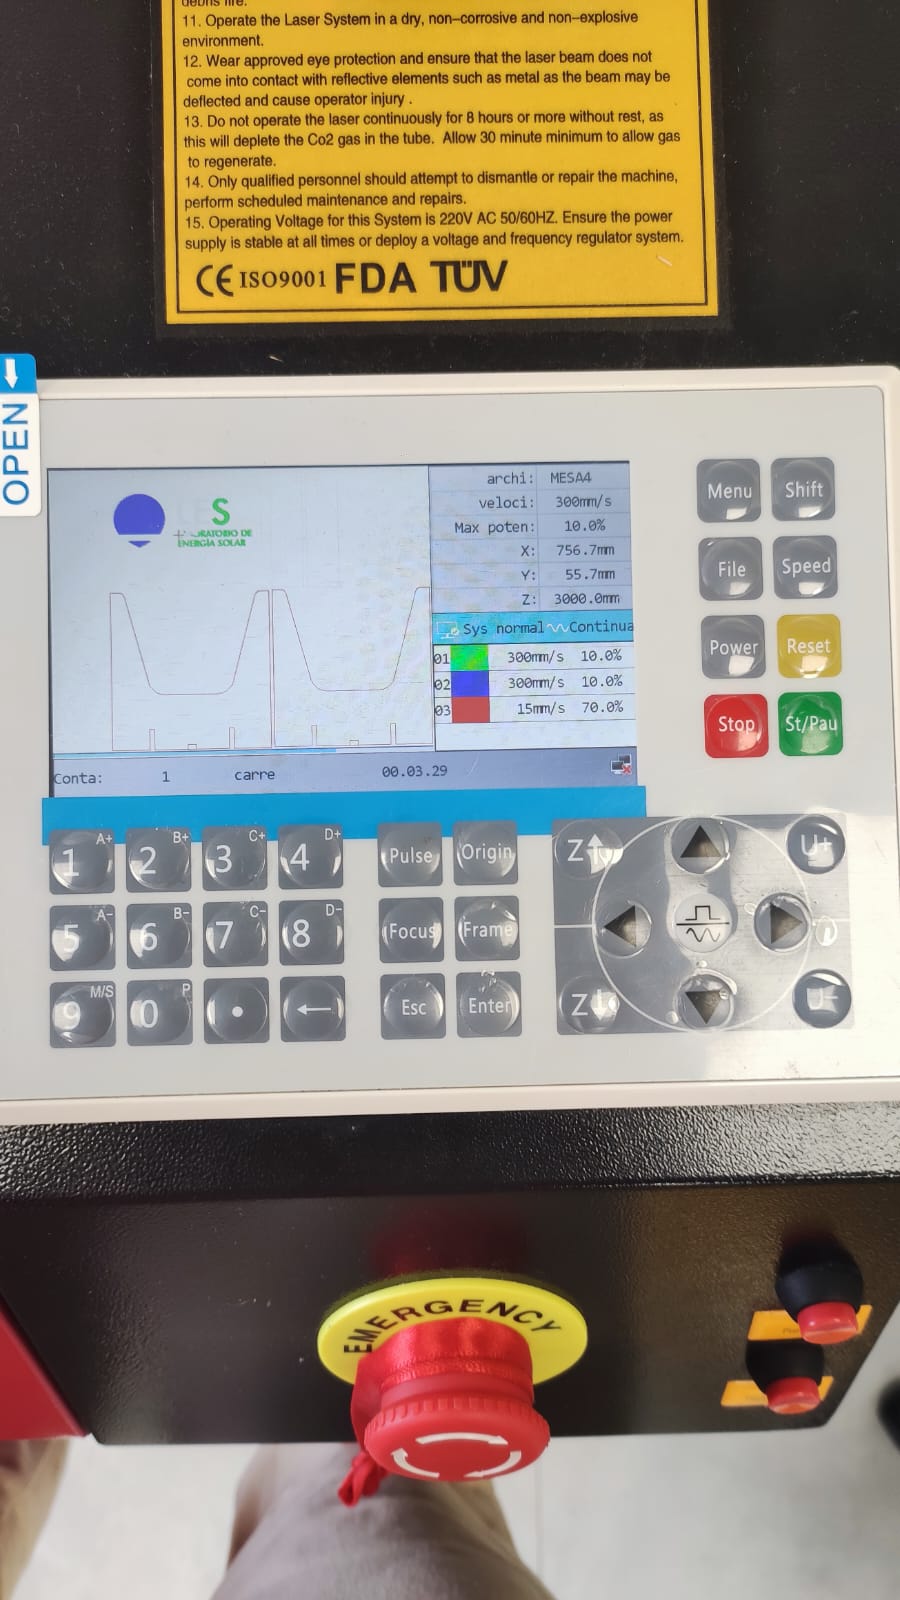 debris fire.
11. Operate the Laser System in a dry, non-corrosive and non-explosive
environment.
12. Wear approved eye protection and ensure that the laser beam does not
come into contact with reflective elements such as metal as the beam may be
deflected and cause operator injury .
13. Do not operate the laser continuously for 8 hours or more without rest, as
this will deplete the Co2 gas in the tube. Allow 30 minute minimum to allow gas
to regenerate.
14. Only qualified personnel should attempt to dismantle or repair the machine,
perform scheduled maintenance and repairs.
15. Operating Voltage for this System is 220V AC 50/60HZ. Ensure the power
supply is stable at all times or deploy a voltage and frequency regulator system.
CE ISO9001 FDA TÜV
OPEN
S
DE
ENERGÍA SOLAR
archi: MESA4
veloci: 300mm/s
Max poten: 10.0%
X: 756.7mm
Y: 55.7mm
Z: 3000.0mm
Sys normal Continua
01 300mm/s 10.0%
02 300mm/s 10.0%
03 15mm/s 70.0%
Conta: 1 carre 00.03.29
Menu Shift
File Speed
Power Reset
Stop St/Pau
1 A+ 2 B+ 3 C+ 4 D+ Pulse Origin Z U+
5 A- 6 B- 7 C- 8 D- Focus Frame
9 M/S 0 P Esc Enter Z U-
EMERGENCY